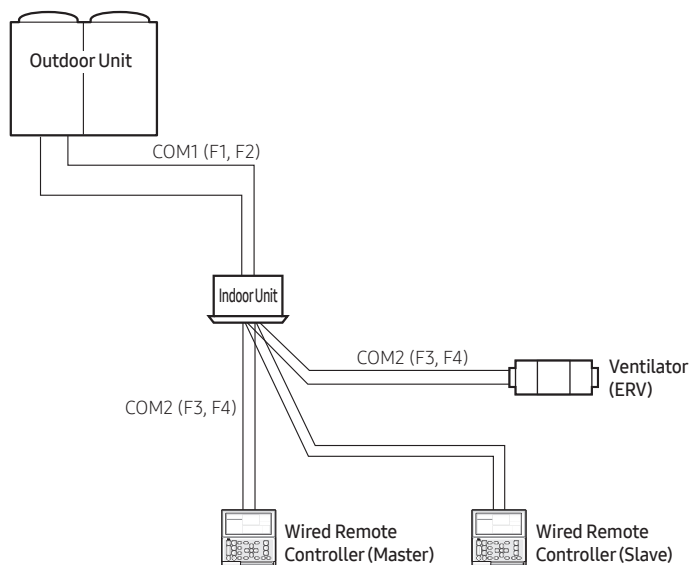 Outdoor Unit
COM1 (F1, F2)
Indoor Unit
COM2 (F3, F4)
Ventilator
(ERV)
COM2 (F3, F4)
Wired Remote
Controller (Master)
Wired Remote
Controller (Slave)